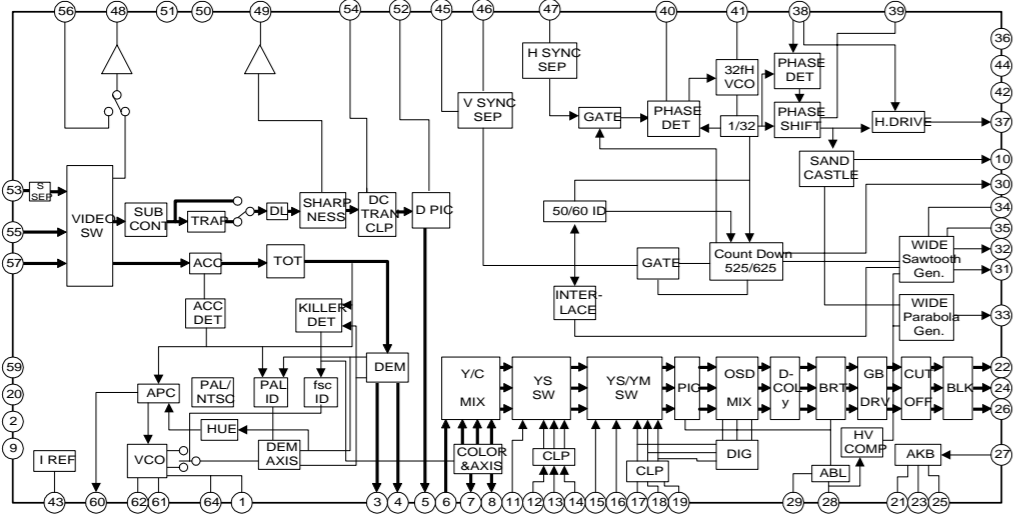 56
48
51
50
49
54
52
45
46
47
40
41
38
39
36
44
42
37
10
30
34
35
32
31
33
22
24
26
27
53
55
57
59
20
2
9
H SYNC
SEP
V SYNC
SEP
GATE
PHASE
DET
32fH
VCO
1/32
PHASE
DET
PHASE
SHIFT
H.DRIVE
SAND
CASTLE
S
SEP
VIDEO
SW
SUB
CONT
TRAP
DL
SHARP
NESS
DC
TRAN
CLP
D PIC
50/60 ID
GATE
Count Down
525/625
WIDE
Sawtooth
Gen.
INTER-
LACE
WIDE
Parabola
Gen.
ACC
TOT
ACC
DET
KILLER
DET
DEM
APC
PAL/
NTSC
PAL
ID
fsc
ID
HUE
DEM
AXIS
VCO
I REF
Y/C
MIX
YS
SW
YS/YM
SW
PIC
OSD
MIX
D-
COL
y
BRT
GB
DRV
CUT
OFF
BLK
COLOR
&AXIS
CLP
CLP
DIG
HV
COMP
ABL
AKB
43
60
62
61
64
1
3
4
5
6
7
8
11
12
13
14
15
16
17
18
19
29
28
21
23
25